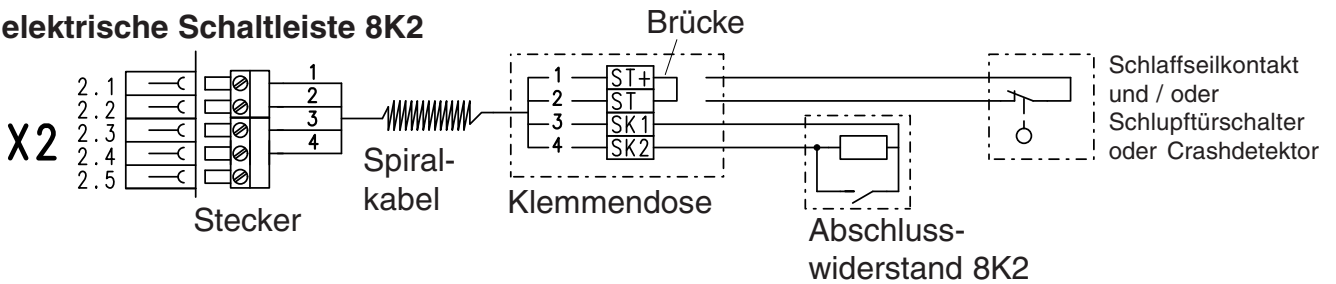 elektrische Schaltleiste 8K2
Brücke
X2
2.1
2.2
2.3
2.4
2.5
1
2
3
4
Stecker
Spiral-
kabel
1 ST+
2 ST
3 SK1
4 SK2
Klemmendose
Abschluss-
widerstand 8K2
Schlaffseilkontakt
und / oder
Schlupftürschalter
oder Crashdetektor